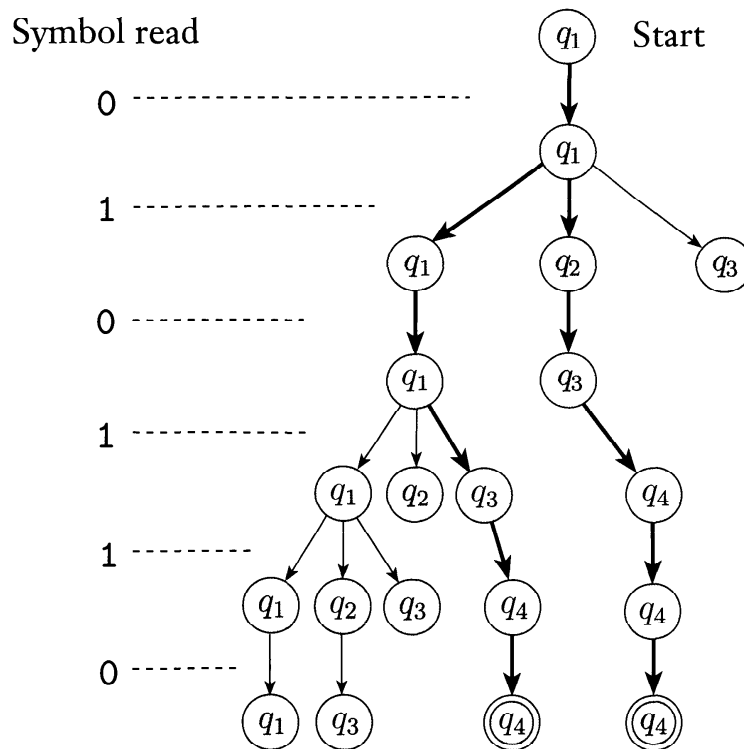 Symbol read q1 Start
0
q1
1
q1 q2 q3
0
q1 q3
1
q1 q2 q3 q4
1
q1 q2 q3 q4 q4
0
q1 q3 q4 q4